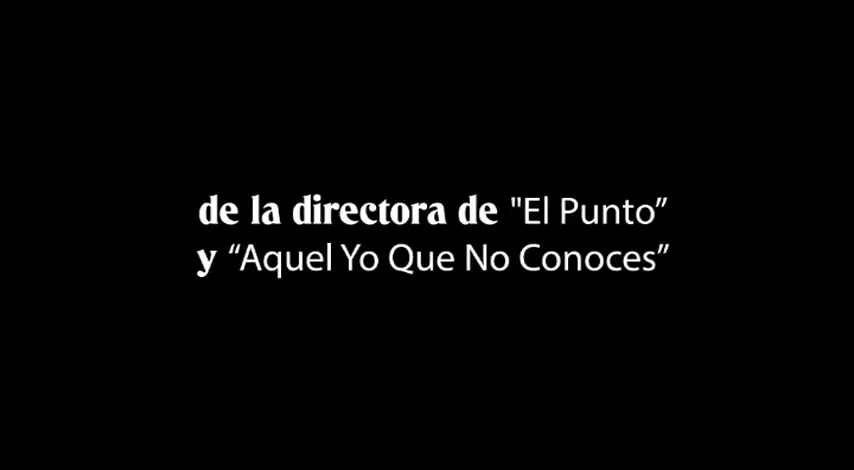 de la directora de "El Punto”
y “Aquel Yo Que No Conoces”